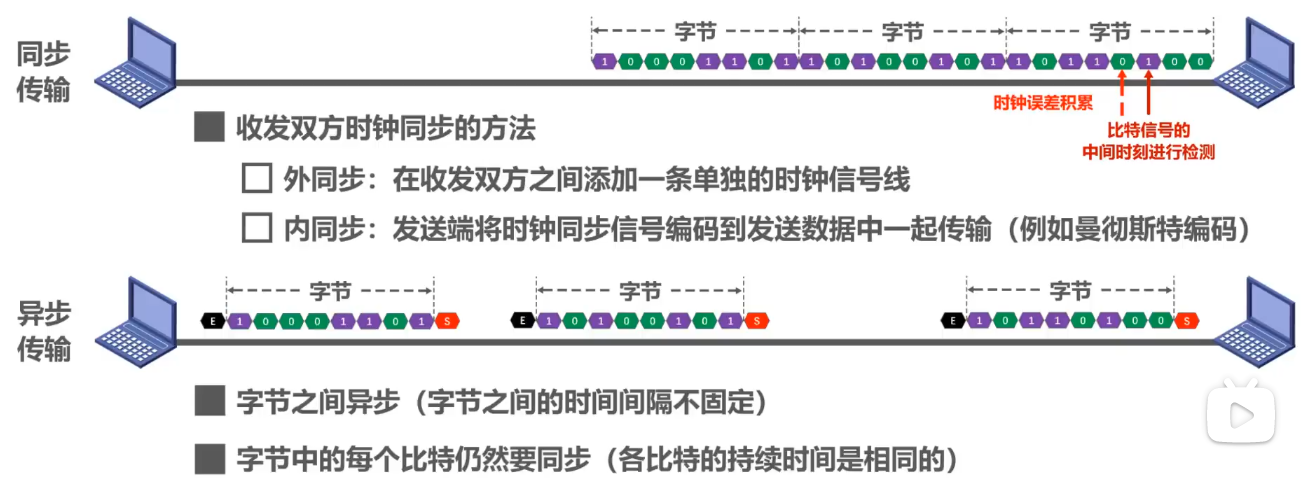 同步
传输
字节 字节 字节
1 0 0 0 1 1 0 1 1 0 1 0 0 1 0 1 1 0 1 1 0 1 0 0
时钟误差积累
比特信号的
中间时刻进行检测
收发双方时钟同步的方法
外同步：在收发双方之间添加一条单独的时钟信号线
内同步：发送端将时钟同步信号编码到发送数据中一起传输（例如曼彻斯特编码）
异步
传输
字节 字节 字节
E 1 0 0 0 1 1 0 1 S E 1 0 1 0 0 1 0 1 S E 1 0 1 1 0 1 0 0 S
字节之间异步（字节之间的时间间隔不固定）
字节中的每个比特仍然要同步（各比特的持续时间是相同的）